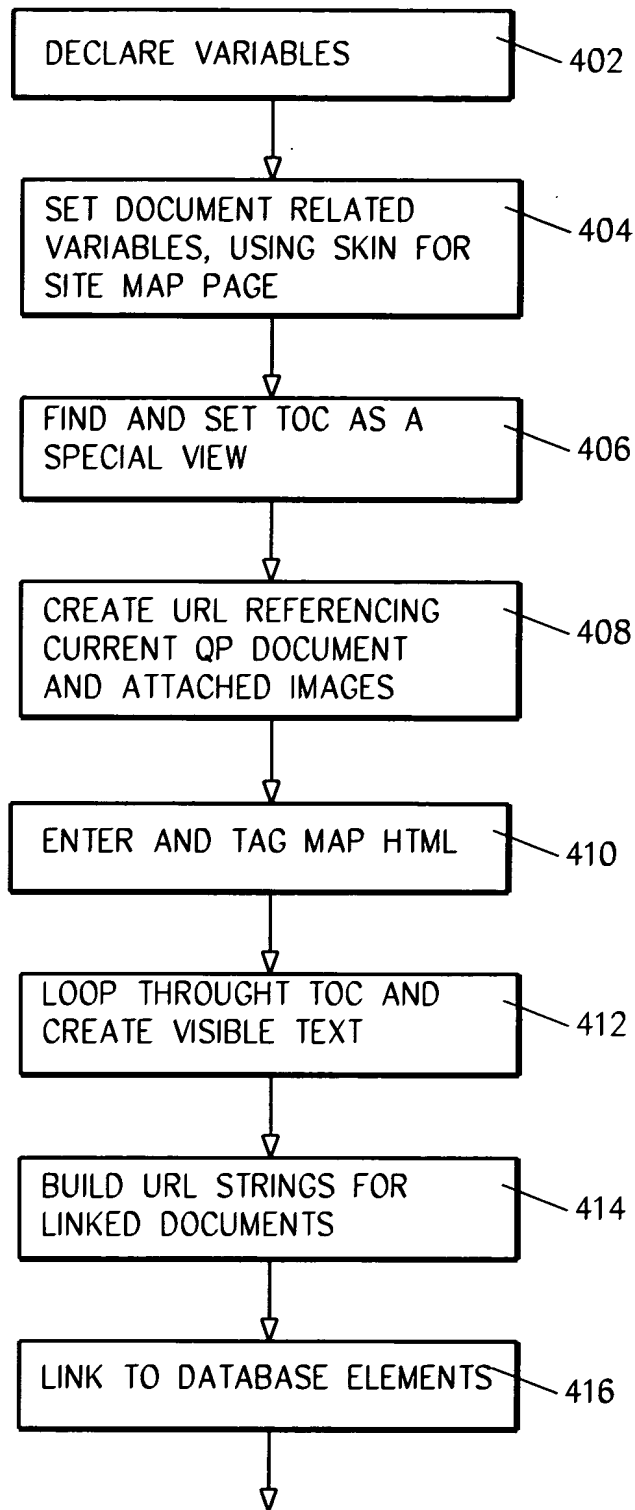 DECLARE VARIABLES
402
SET DOCUMENT RELATED
VARIABLES, USING SKIN FOR
SITE MAP PAGE
404
FIND AND SET TOC AS A
SPECIAL VIEW
406
CREATE URL REFERENCING
CURRENT QP DOCUMENT
AND ATTACHED IMAGES
408
ENTER AND TAG MAP HTML
410
LOOP THROUGHT TOC AND
CREATE VISIBLE TEXT
412
BUILD URL STRINGS FOR
LINKED DOCUMENTS
414
LINK TO DATABASE ELEMENTS
416